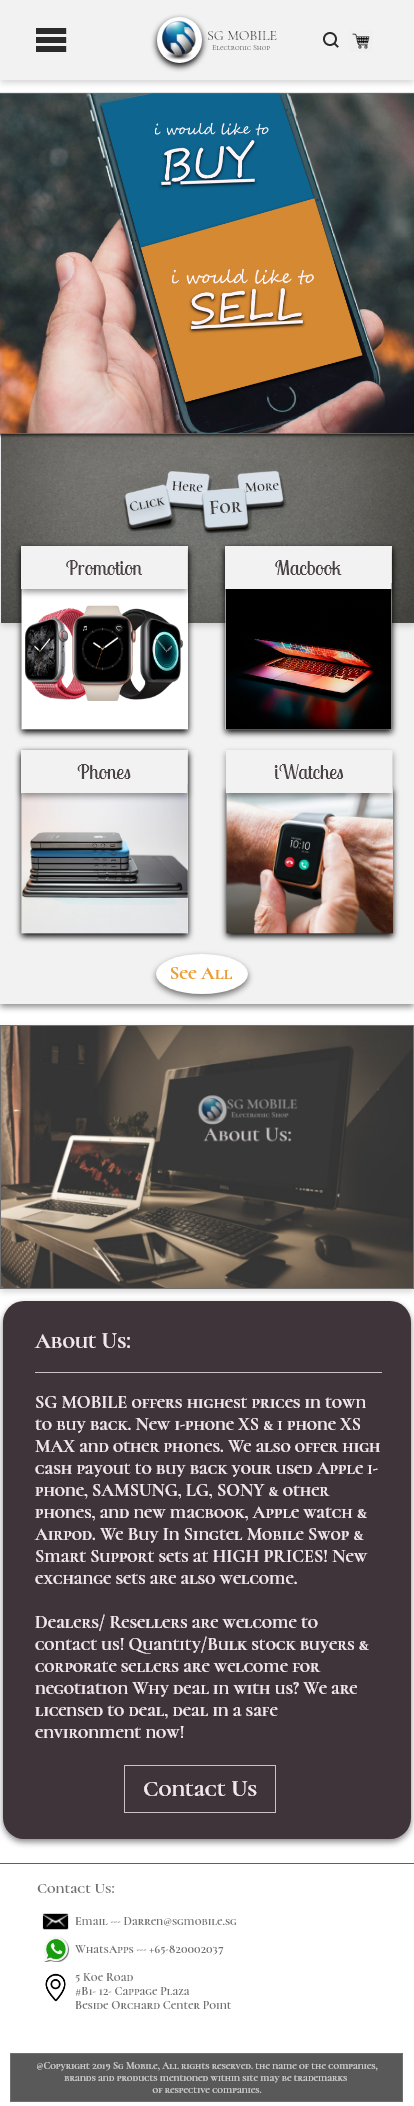 SG MOBILE
Electronic Shop
i would like to
BUY
i would like to
SELL
Click Here For More
Promotion
Macbook
Phones
iWatches
10:10
See All
SG MOBILE
Electronic Shop
About Us:
About Us:
SG MOBILE offers highest prices in town
to buy back. New i-phone XS & i phone XS
MAX and other phones. We also offer high
cash payout to buy back your used Apple i-
phone, SAMSUNG, LG, SONY & other
phones, and new macbook, Apple watch &
Airpod. We Buy In Singtel Mobile Swop &
Smart Support sets at HIGH PRICES! New
exchange sets are also welcome.
Dealers/ Resellers are welcome to
contact us! Quantity/Bulk stock buyers &
corporate sellers are welcome for
negotiation Why deal in with us? We are
licensed to deal, deal in a safe
environment now!
Contact Us
Contact Us:
Email --- Darren@sgmobile.sg
WhatsApps --- +65-820002037
5 Koe Road
#B1- 12- Cappage Plaza
Beside Orchard Center Point
@Copyright 2019 Sg Mobile, All rights reserved. the name of the companies,
brands and products mentioned within site may be trademarks
of respective companies.